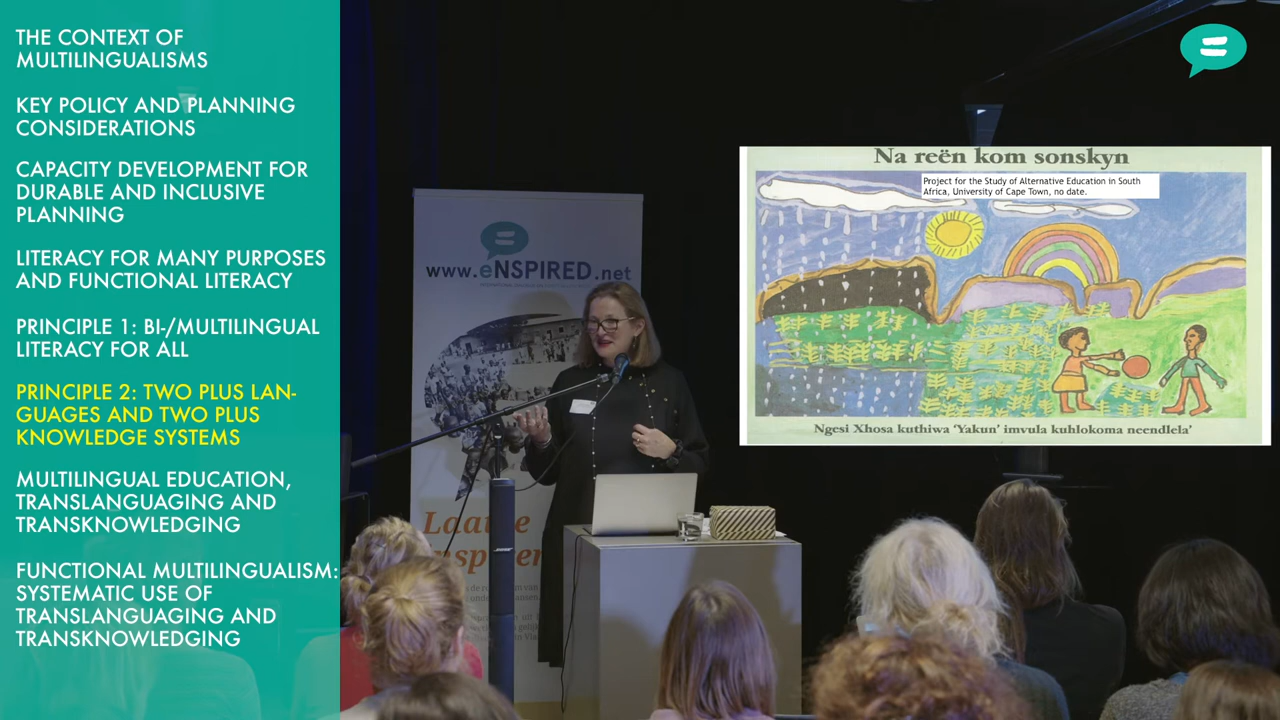 THE CONTEXT OF
MULTILINGUALISMS
KEY POLICY AND PLANNING
CONSIDERATIONS
CAPACITY DEVELOPMENT FOR
DURABLE AND INCLUSIVE
PLANNING
LITERACY FOR MANY PURPOSES
AND FUNCTIONAL LITERACY
PRINCIPLE 1: BI-/MULTILINGUAL
LITERACY FOR ALL
PRINCIPLE 2: TWO PLUS LAN-
GUAGES AND TWO PLUS
KNOWLEDGE SYSTEMS
MULTILINGUAL EDUCATION,
TRANSLANGUAGING AND
TRANSKNOWLEDGING
FUNCTIONAL MULTILINGUALISM:
SYSTEMATIC USE OF
TRANSLANGUAGING AND
TRANSKNOWLEDGING
www.eNSPIRED.net
Na reën kom sonskyn
Project for the Study of Alternative Education in South
Africa, University of Cape Town, no date.
Ngesi Xhosa kuthiwa 'Yakun' imvula kuhlokoma neendlela'